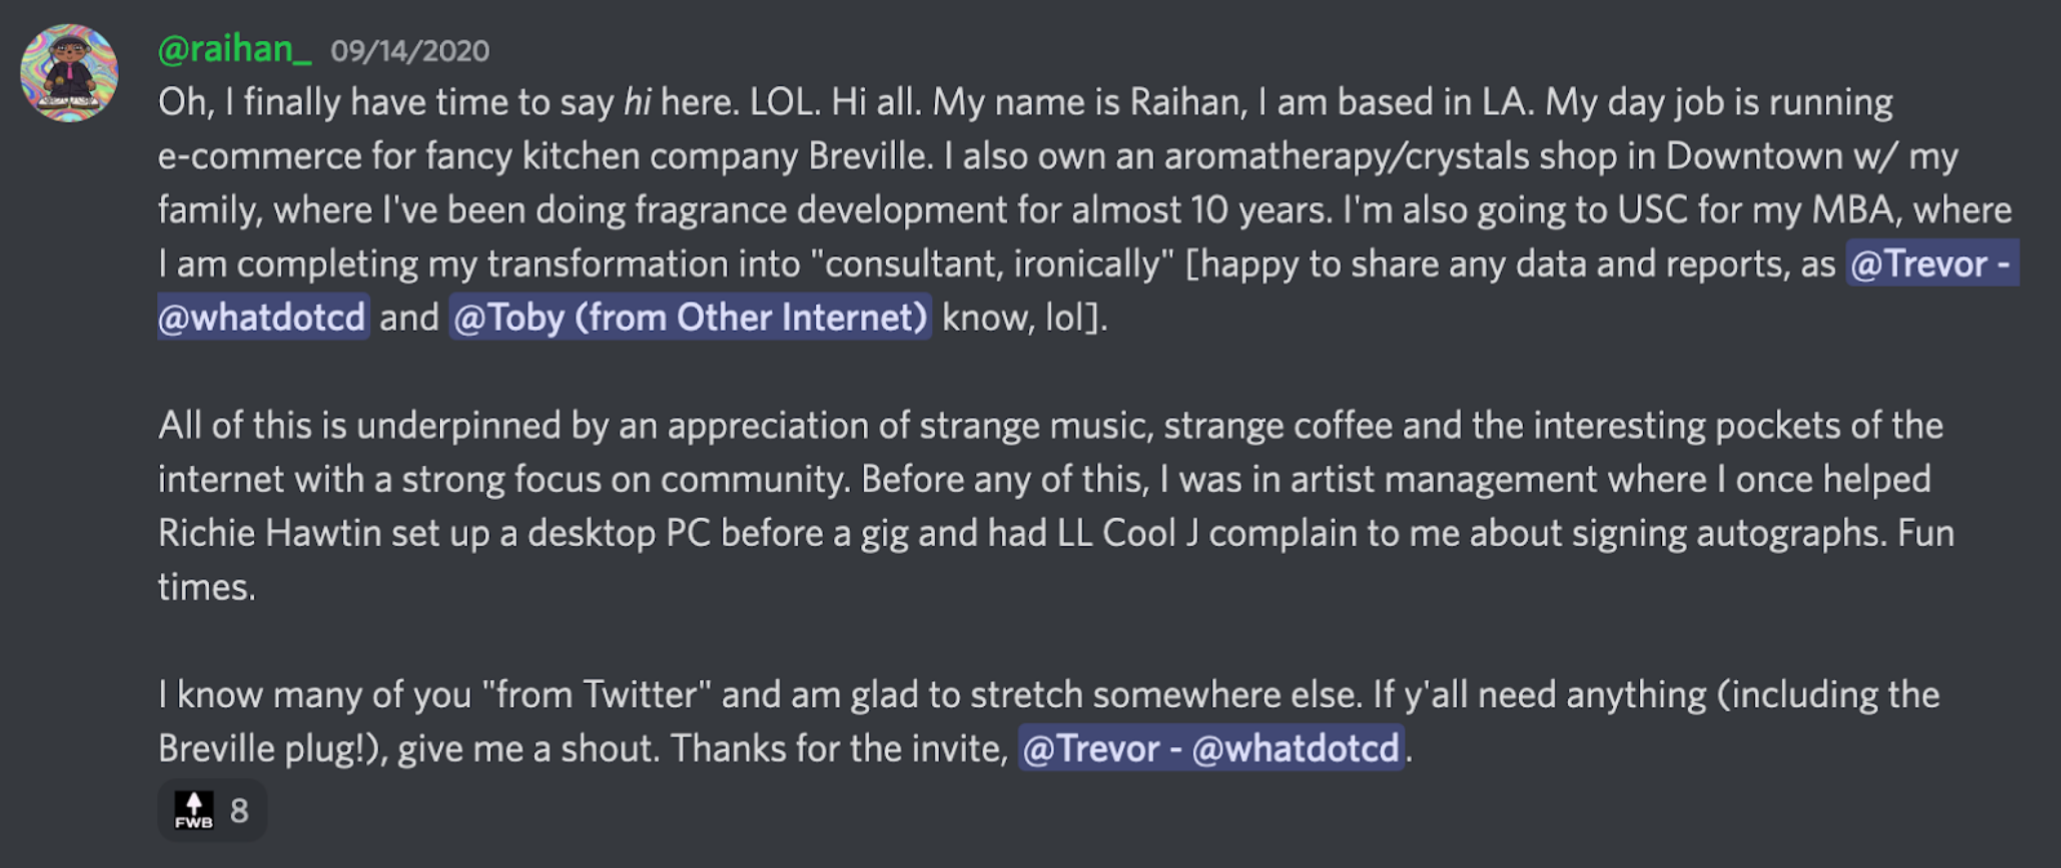 @raihan_ 09/14/2020
Oh, I finally have time to say hi here. LOL. Hi all. My name is Raihan, I am based in LA. My day job is running
e-commerce for fancy kitchen company Breville. I also own an aromatherapy/crystals shop in Downtown w/ my
family, where I've been doing fragrance development for almost 10 years. I'm also going to USC for my MBA, where
I am completing my transformation into "consultant, ironically" [happy to share any data and reports, as @Trevor -
@whatdotcd and @Toby (from Other Internet) know, lol].
All of this is underpinned by an appreciation of strange music, strange coffee and the interesting pockets of the
internet with a strong focus on community. Before any of this, I was in artist management where I once helped
Richie Hawtin set up a desktop PC before a gig and had LL Cool J complain to me about signing autographs. Fun
times.
I know many of you "from Twitter" and am glad to stretch somewhere else. If y'all need anything (including the
Breville plug!), give me a shout. Thanks for the invite, @Trevor - @whatdotcd.
FWB 8